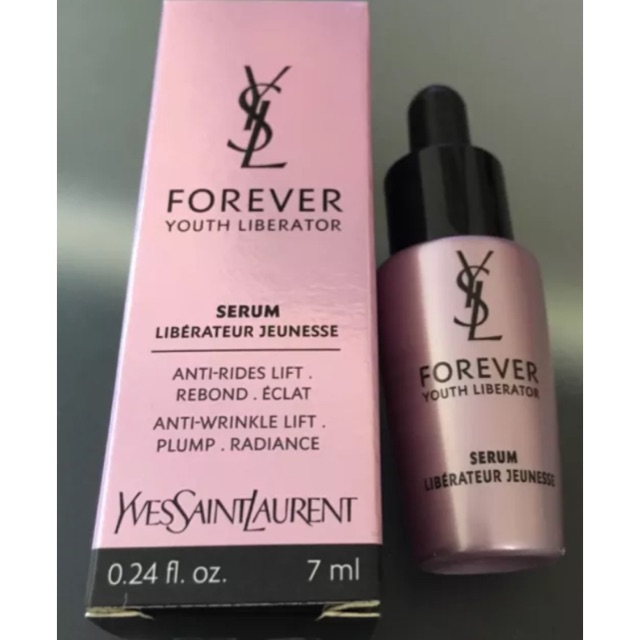 YSL
FOREVER
YOUTH LIBERATOR
SERUM
LIBÉRATEUR JEUNESSE
ANTI-RIDES LIFT .
REBOND . ÉCLAT
ANTI-WRINKLE LIFT .
PLUMP . RADIANCE
YVESSAINTLAURENT
0.24 fl. oz. 7 ml
YSL
FOREVER
YOUTH LIBERATOR
SERUM
LIBÉRATEUR JEUNESSE